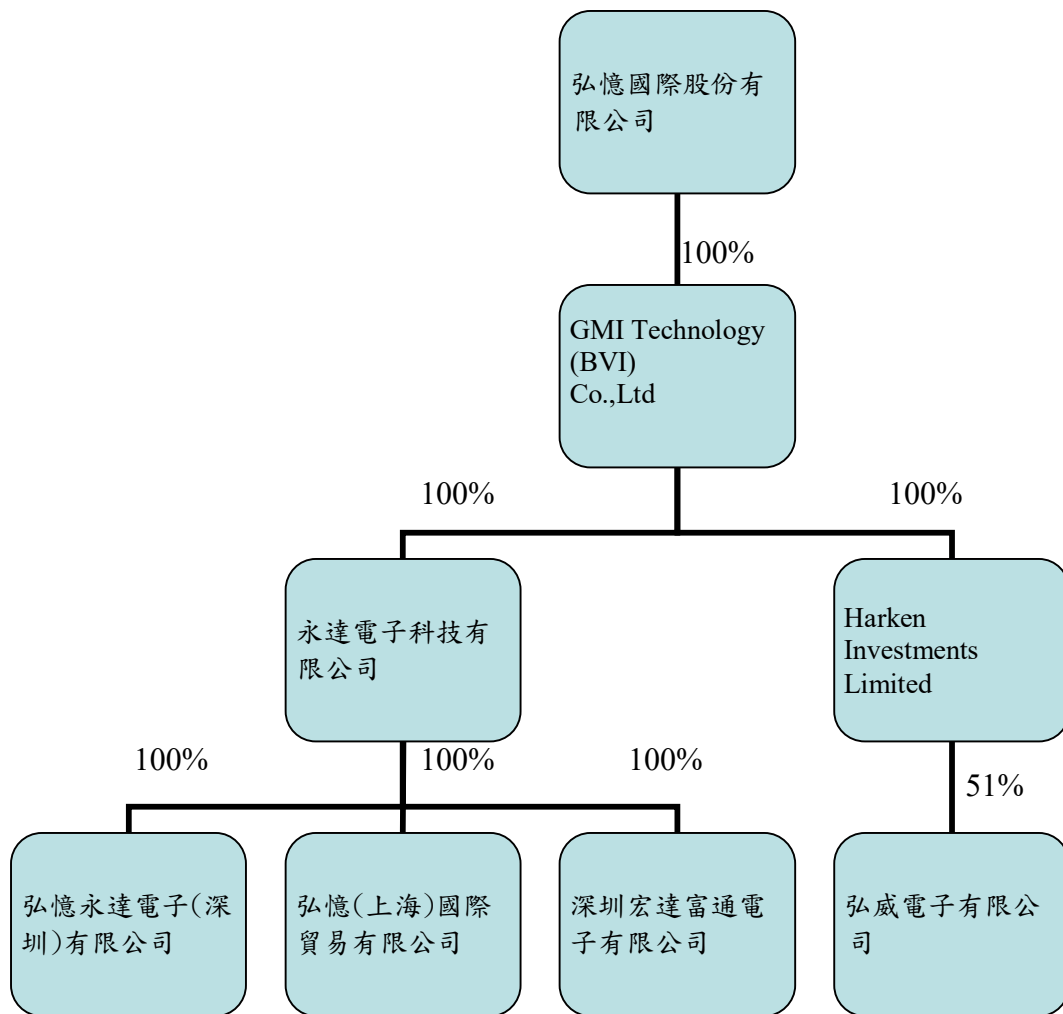 弘憶國際股份有
限公司
100%
GMI Technology
(BVI)
Co.,Ltd
100%
100%
永達電子科技有
限公司
Harken
Investments
Limited
100%
100%
100%
51%
弘憶永達電子(深
圳)有限公司
弘憶(上海)國際
貿易有限公司
深圳宏達富通電
子有限公司
弘威電子有限公
司